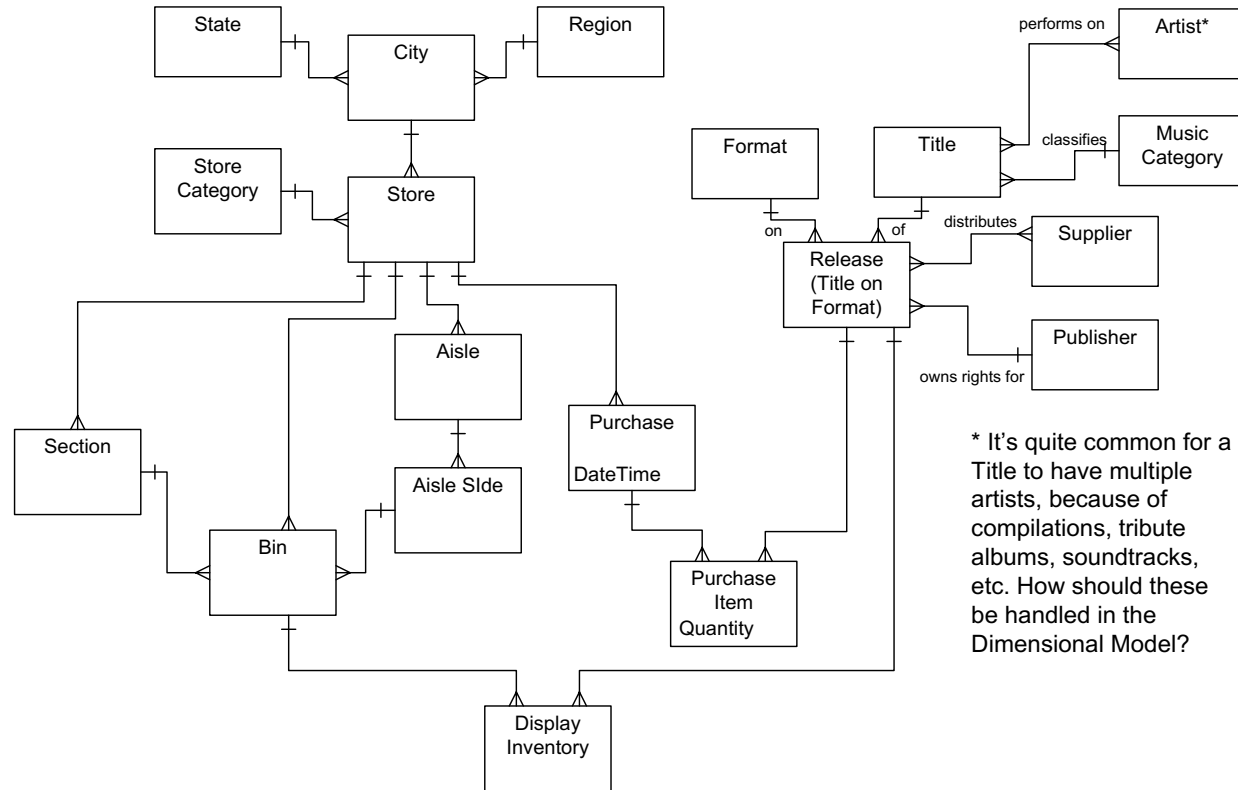 State
City
Region
performs on
Artist*
Format
Title
classifies
Music
Category
Store
Category
Store
on
of
distributes
Supplier
Release
(Title on
Format)
Aisle
Publisher
owns rights for
Section
Purchase
DateTime
Aisle SIde
Bin
Purchase
Item
Quantity
* It’s quite common for a
Title to have multiple
artists, because of
compilations, tribute
albums, soundtracks,
etc. How should these
be handled in the
Dimensional Model?
Display
Inventory